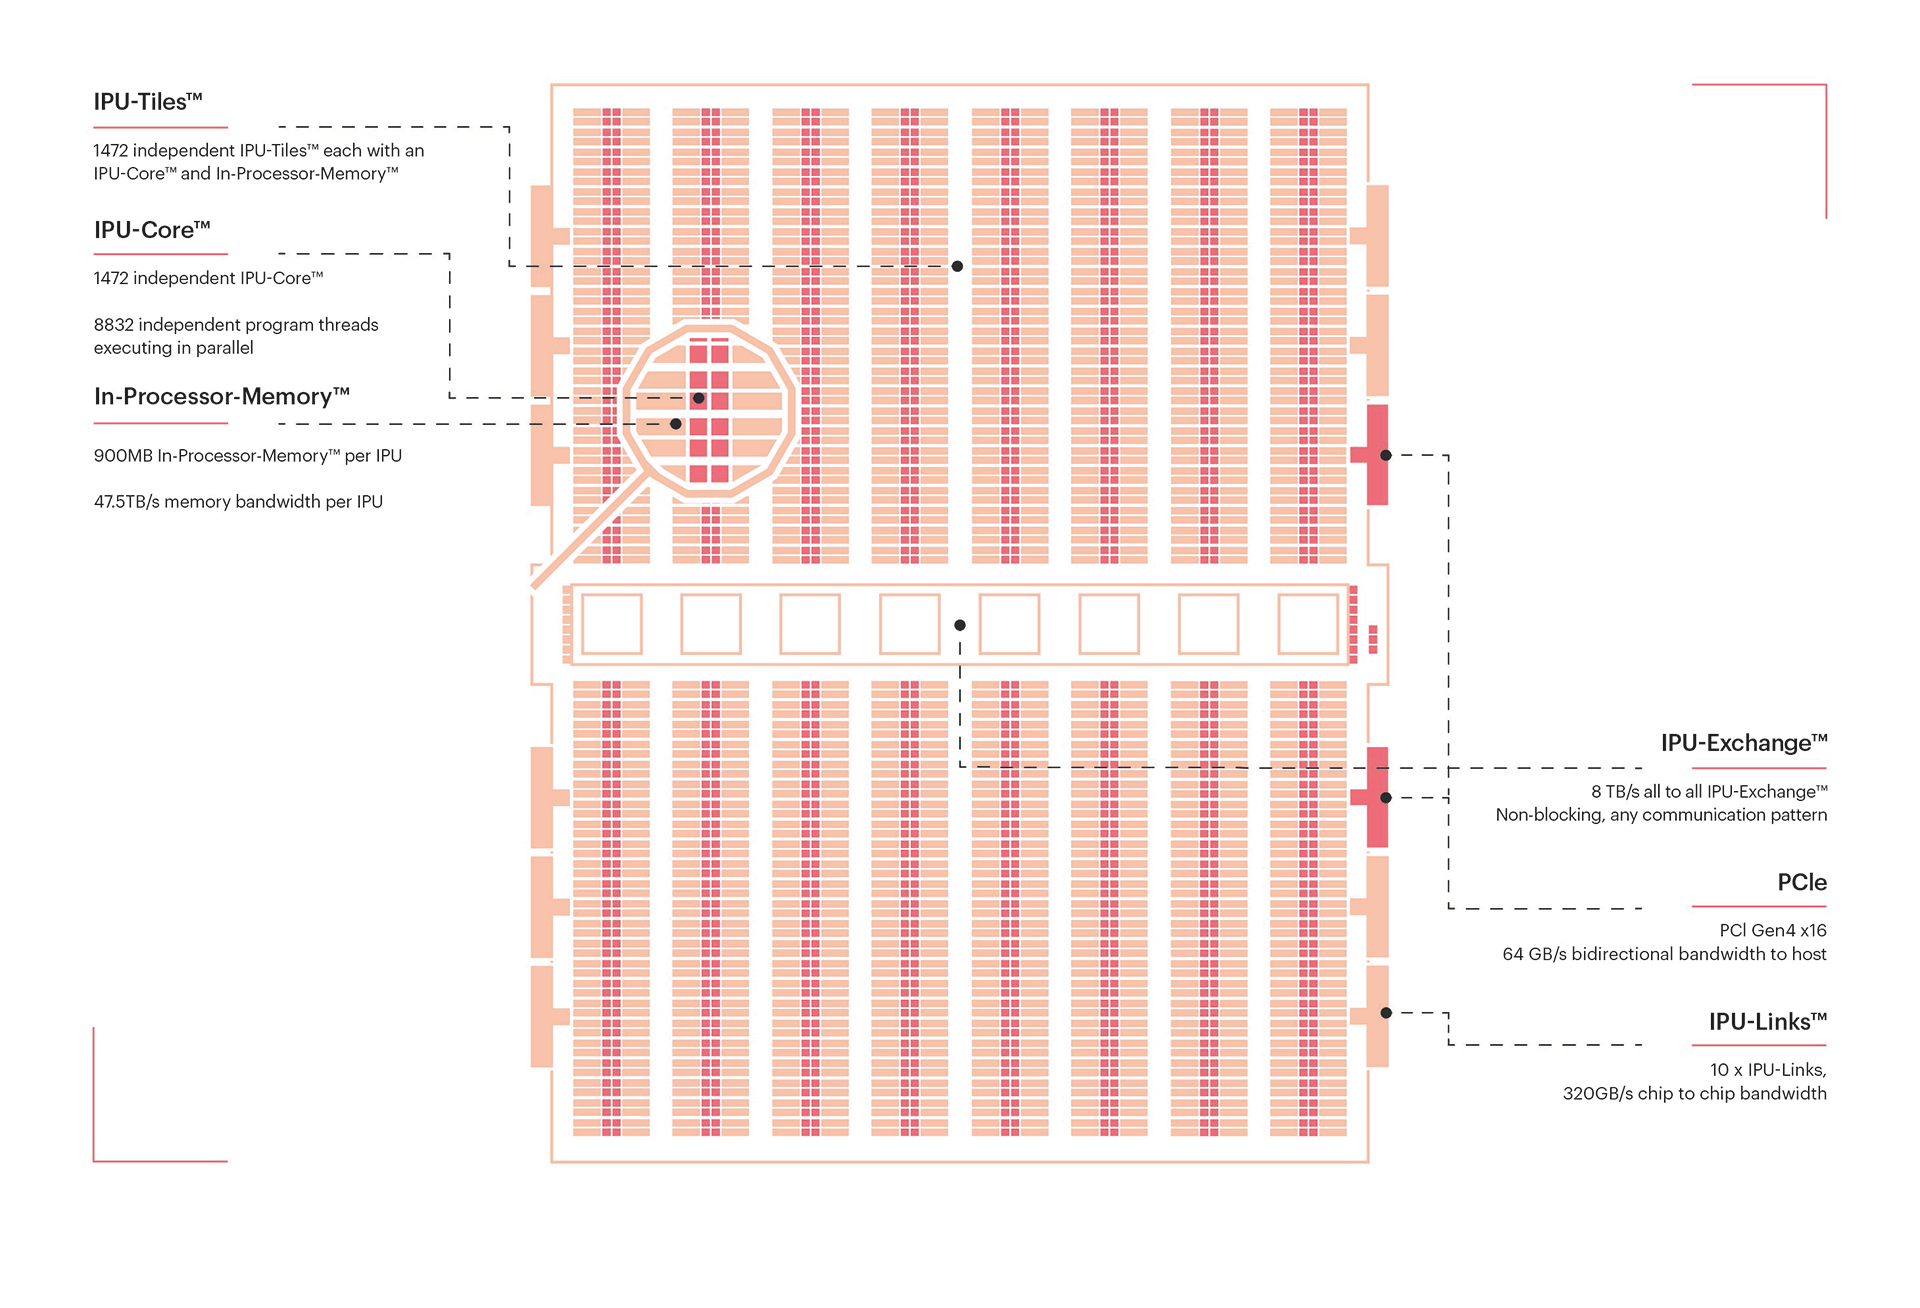 IPU-Tiles™
1472 independent IPU-Tiles™ each with an
IPU-Core™ and In-Processor-Memory™
IPU-Core™
1472 independent IPU-Core™
8832 independent program threads
executing in parallel
In-Processor-Memory™
900MB In-Processor-Memory™ per IPU
47.5TB/s memory bandwidth per IPU
IPU-Exchange™
8 TB/s all to all IPU-Exchange™
Non-blocking, any communication pattern
PCIe
PCI Gen4 x16
64 GB/s bidirectional bandwidth to host
IPU-Links™
10 x IPU-Links,
320GB/s chip to chip bandwidth